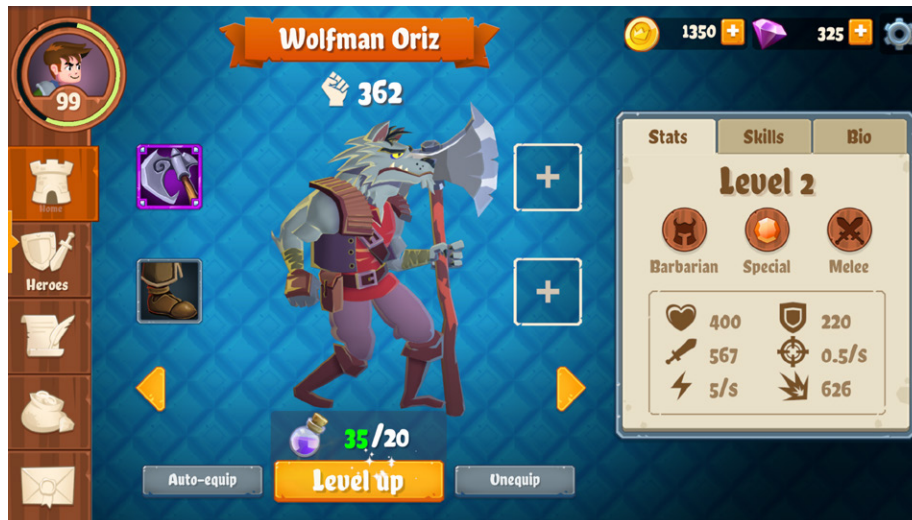 Wolfman Oriz
1350
325
99
362
Home
Heroes
Stats
Skills
Bio
Level 2
Barbarian
Special
Melee
400
220
567
0.5/s
5/s
626
35/20
Auto-equip
Level up
Unequip